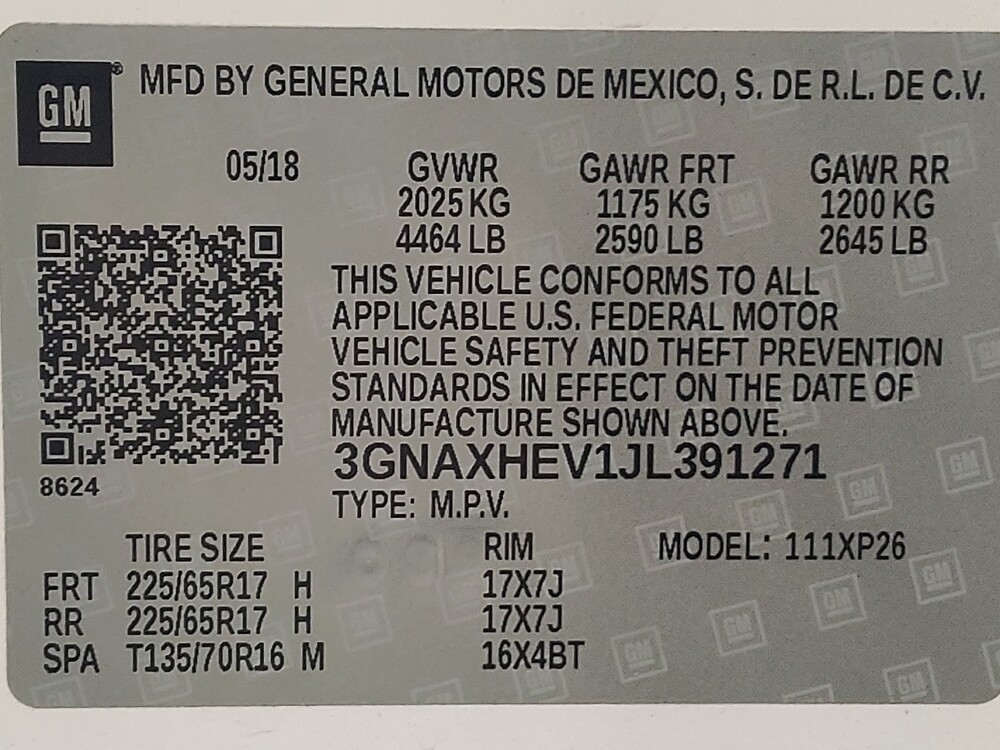 GM® MFD BY GENERAL MOTORS DE MEXICO, S. DE R.L. DE C.V.
05/18 GVWR GAWR FRT GAWR RR
2025 KG 1175 KG 1200 KG
4464 LB 2590 LB 2645 LB
THIS VEHICLE CONFORMS TO ALL
APPLICABLE U.S. FEDERAL MOTOR
VEHICLE SAFETY AND THEFT PREVENTION
STANDARDS IN EFFECT ON THE DATE OF
MANUFACTURE SHOWN ABOVE.
3GNAXHEV1JL391271
8624
TYPE: M.P.V.
TIRE SIZE RIM MODEL: 111XP26
FRT 225/65R17 H 17X7J
RR 225/65R17 H 17X7J
SPA T135/70R16 M 16X4BT